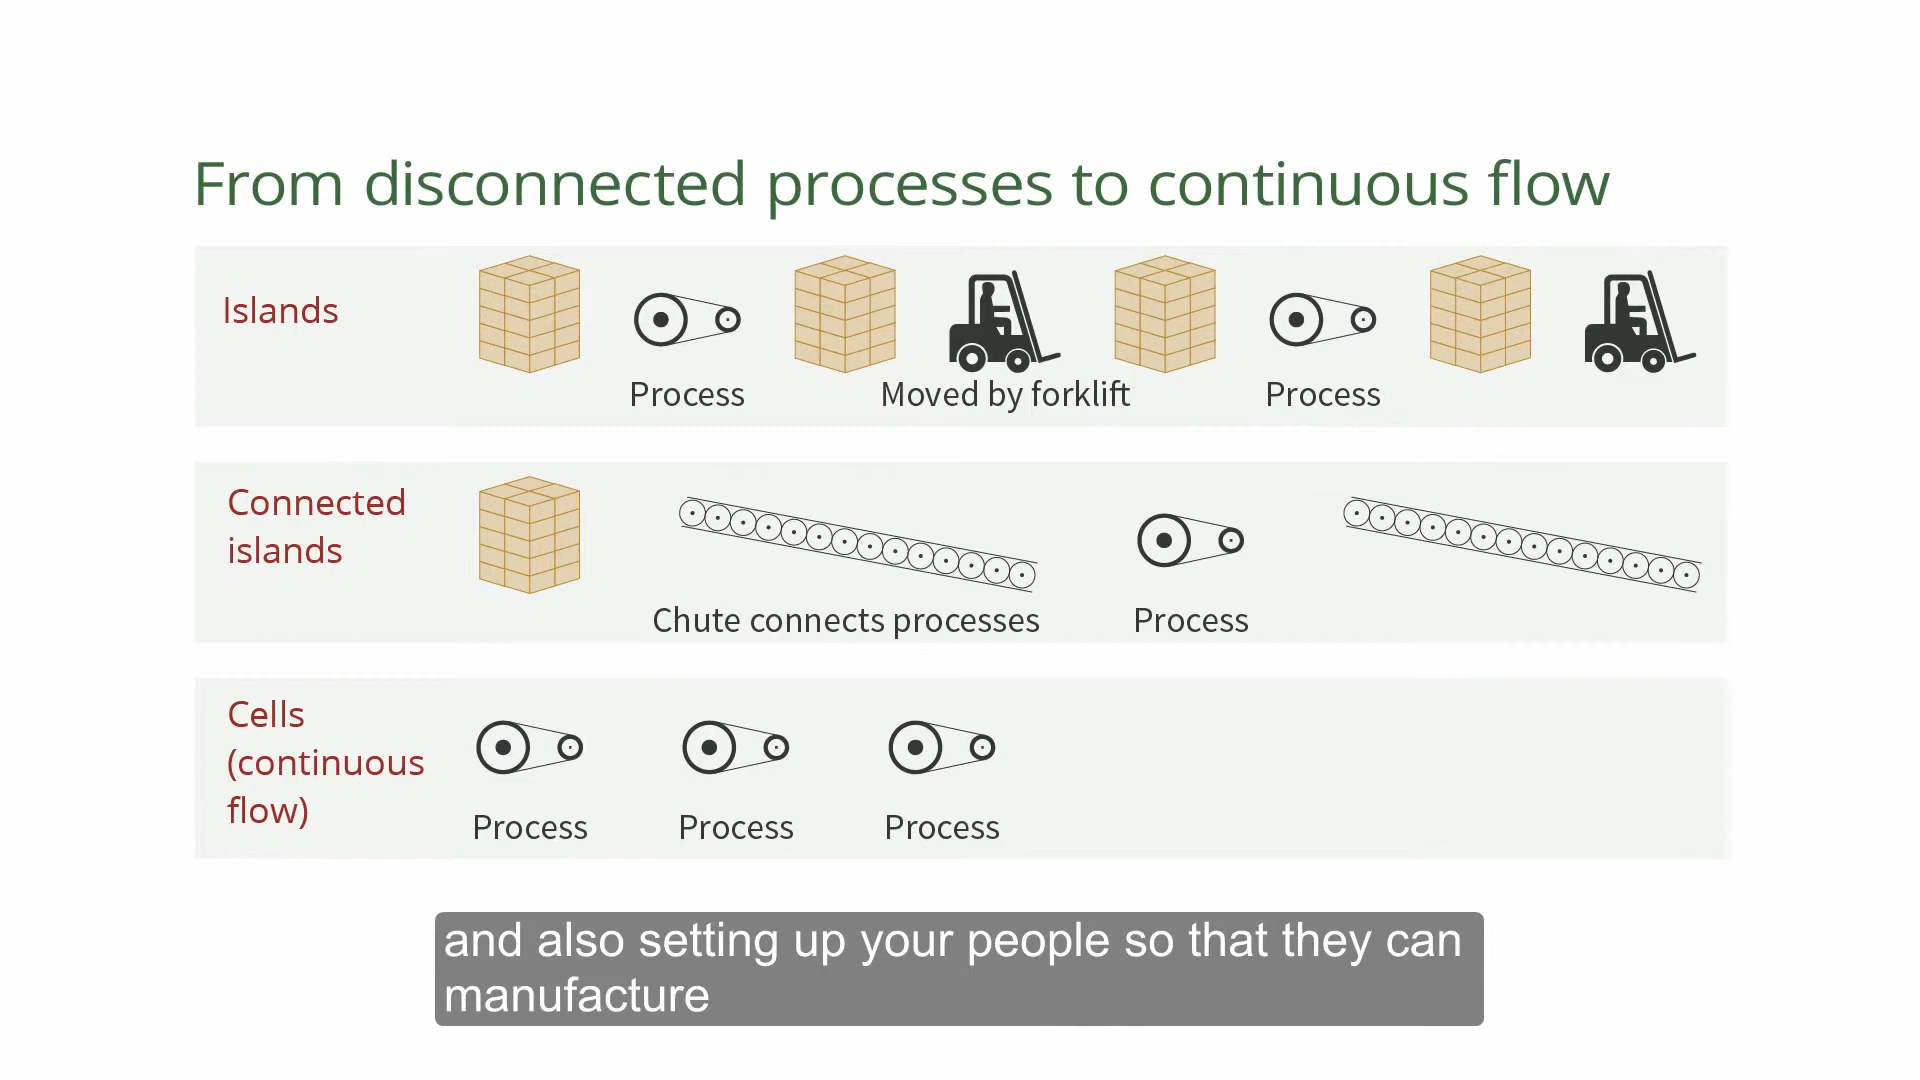 From disconnected processes to continuous flow
Islands
Process
Moved by forklift
Process
Connected
islands
Chute connects processes
Process
Cells
(continuous
flow)
Process
Process
Process
and also setting up your people so that they can
manufacture